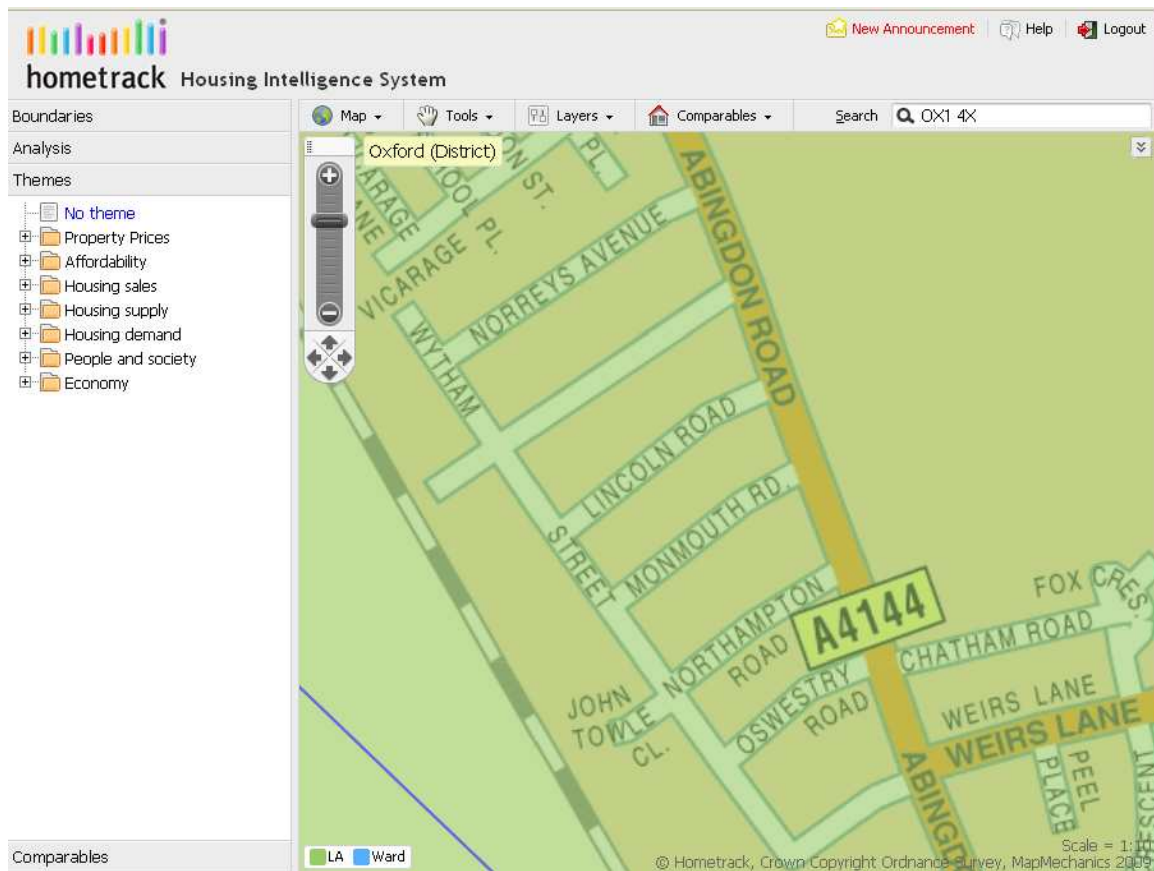 New Announcement
Help
Logout
hometrack Housing Intelligence System
Boundaries
Map
Tools
Layers
Comparables
Search
OX1 4X
Analysis
Themes
No theme
Property Prices
Affordability
Housing sales
Housing supply
Housing demand
People and society
Economy
Comparables
Oxford (District)
ST.
PL.
VICARAGE
VICARAGE
PL.
NORREYS AVENUE
ABINGDON ROAD
WYTHAM
STREET
LINCOLN ROAD
MONMOUTH RD.
NORTHAMPTON
ROAD
A4144
FOX CRES.
CHATHAM ROAD
JOHN
TOWLE
CL.
OSWESTRY
ROAD
WEIRS LANE
WEIRS LANE
PEEL
PLACE
ABINGD
LA Ward
Scale = 1:10
© Hometrack, Crown Copyright Ordnance Survey, MapMechanics 2009